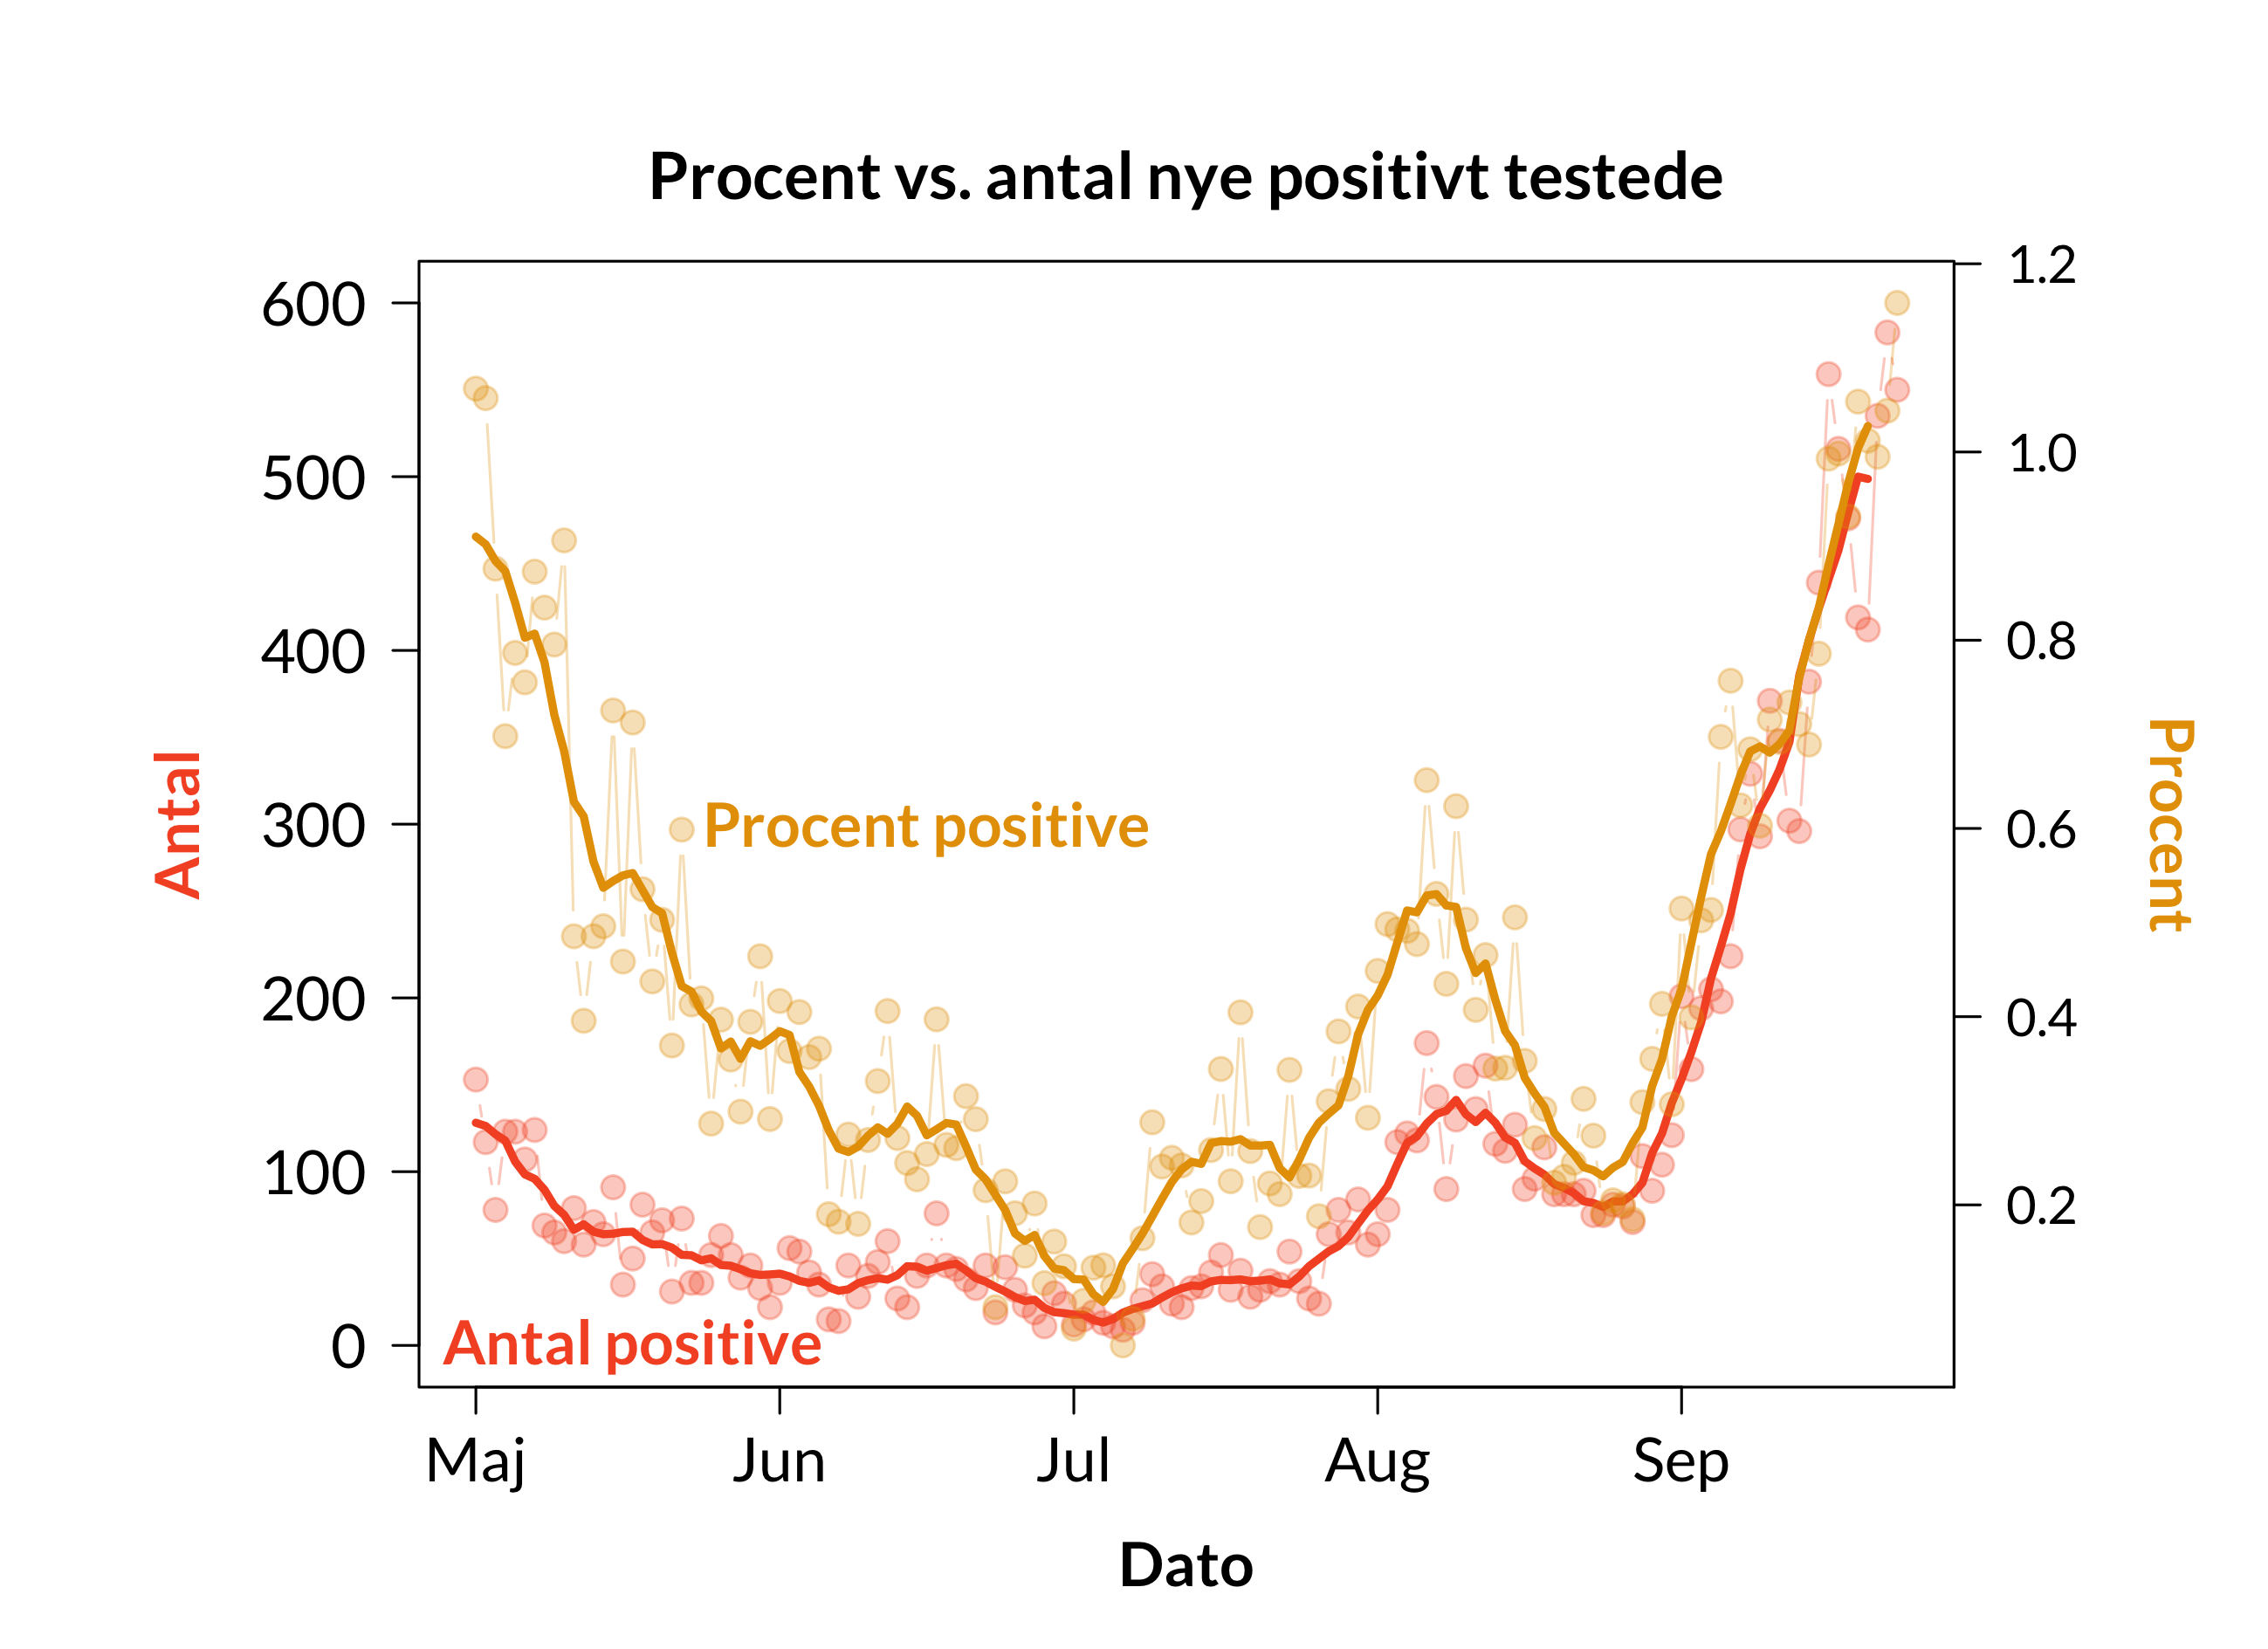 Procent vs. antal nye positivt testede
600
500
400
300
200
100
0
Antal
1.2
1.0
0.8
0.6
0.4
0.2
Procent
Procent positive
Antal positive
Maj Jun Jul Aug Sep
Dato